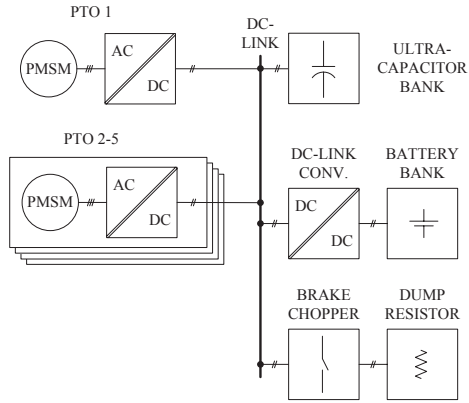 PTO 1
PMSM
AC
DC
DC-
LINK
ULTRA-
CAPACITOR
BANK
PTO 2-5
PMSM
AC
DC
DC-LINK
CONV.
DC
DC
BATTERY
BANK
BRAKE
CHOPPER
DUMP
RESISTOR